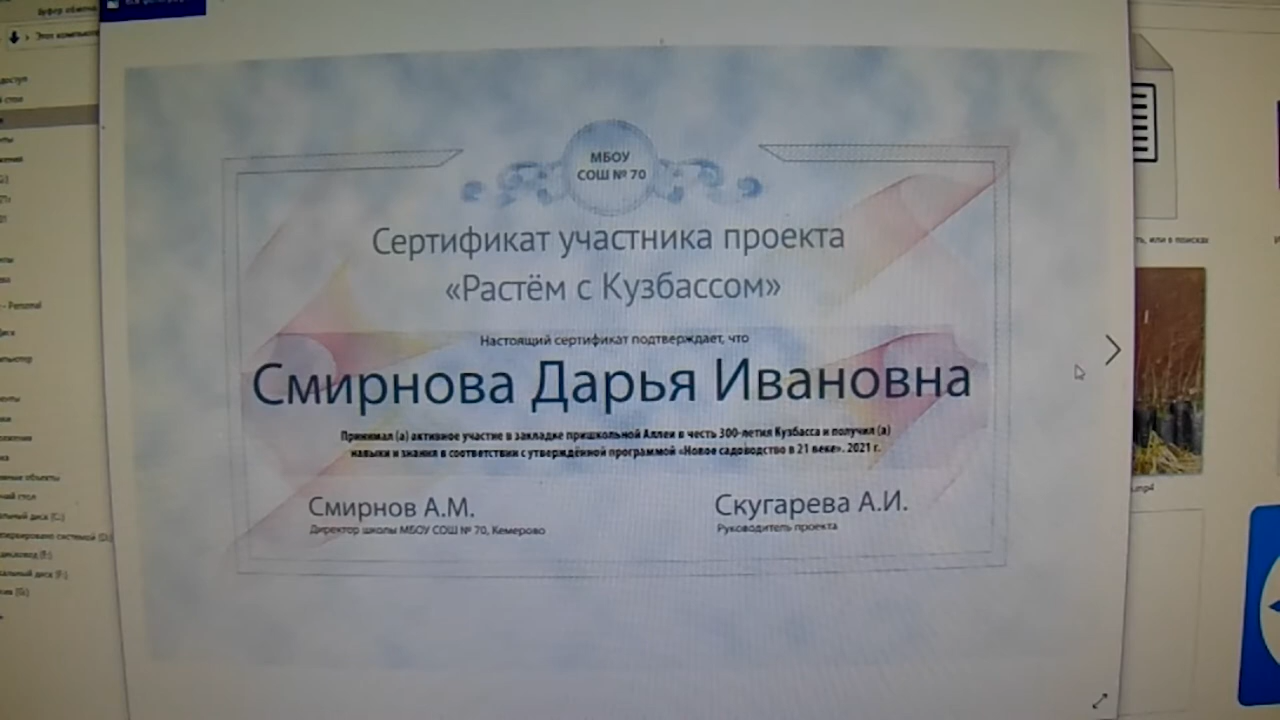 МБОУ
СОШ № 70
Сертификат участника проекта
«Растём с Кузбассом»
Настоящий сертификат подтверждает, что
Смирнова Дарья Ивановна
Принимал (а) активное участие в закладке пришкольной Аллеи в честь 300-летия Кузбасса и получил (а)
навыки и знания в соответствии с утверждённой программой «Новое садоводство в 21 веке». 2021 г.
Смирнов А.М.
Директор школы МБОУ СОШ № 70, Кемерово
Скугарева А.И.
Руководитель проекта